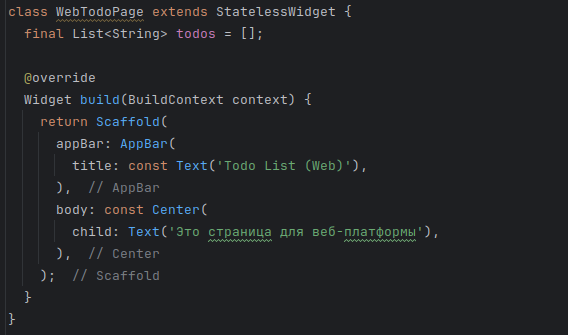 class WebTodoPage extends StatelessWidget {
  final List<String> todos = [];

  @override
  Widget build(BuildContext context) {
    return Scaffold(
      appBar: AppBar(
        title: const Text('Todo List (Web)'),
      ),  // AppBar
      body: const Center(
        child: Text('Это страница для веб-платформы'),
      ),  // Center
    );  // Scaffold
  }
}